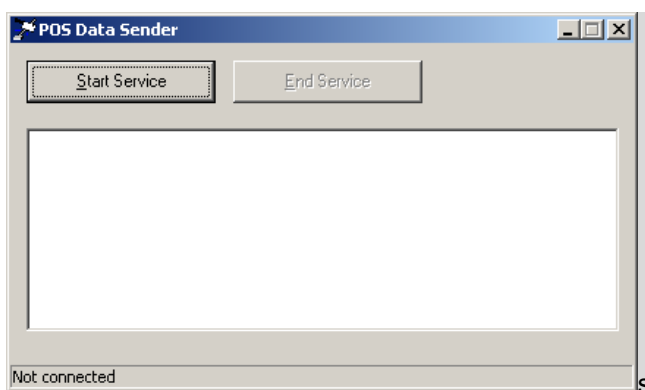 POS Data Sender
Start Service End Service
Not connected